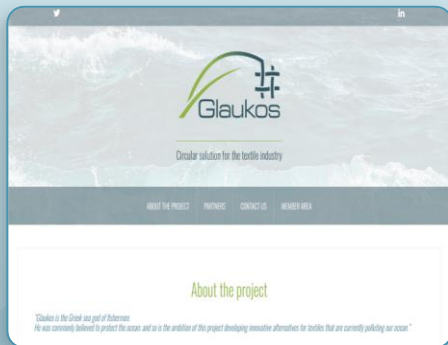 Glaukos
Circular solution for the textile industry
ABOUT THE PROJECT PARTNERS CONTACT US MEMBER AREA
About the project
"Glaukos is the Greek sea god of fishermen.
He was commonly believed to protect the ocean, and so is the ambition of this project developing innovative alternatives for textiles that are currently polluting our ocean."